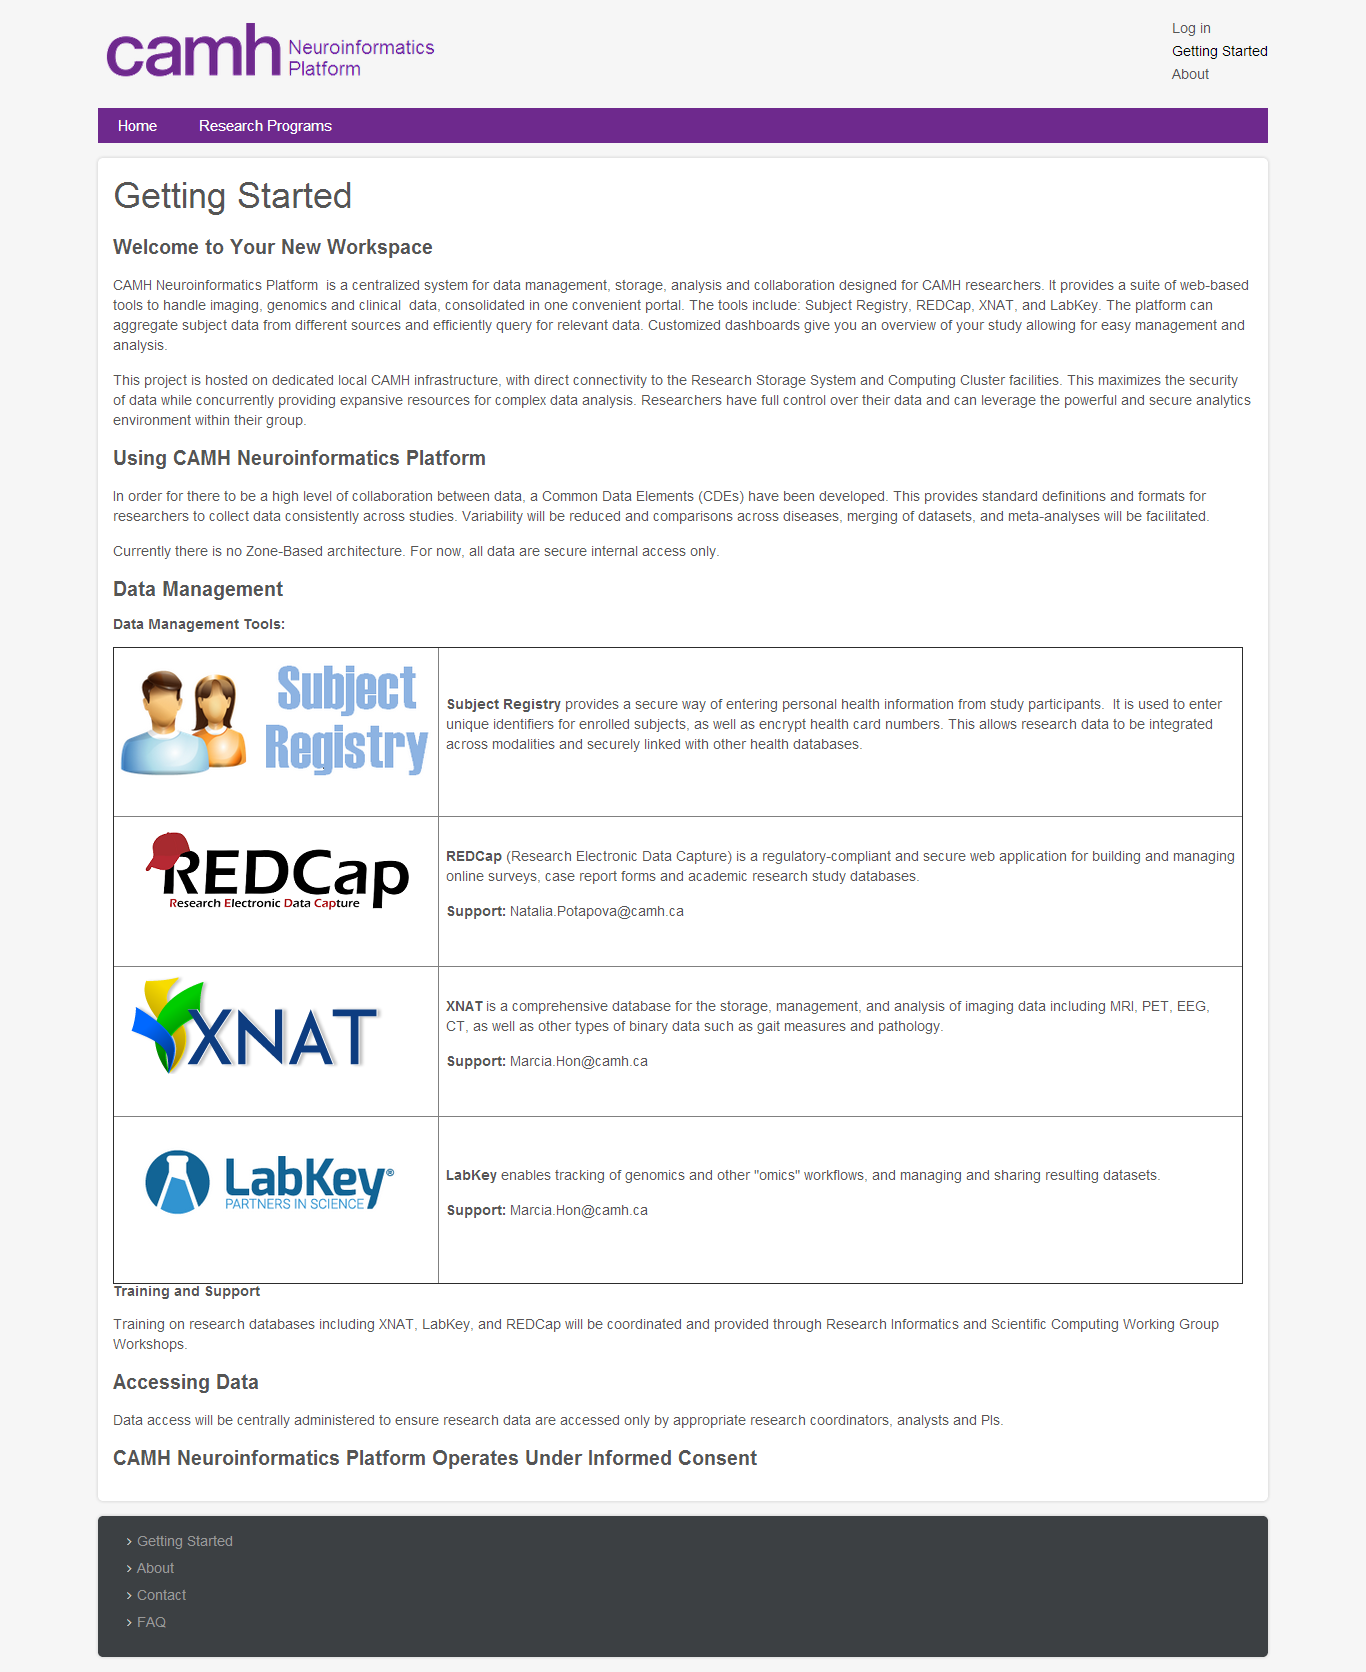 camh Neuroinformatics
Platform
Log in
Getting Started
About
Home Research Programs
Getting Started
Welcome to Your New Workspace
CAMH Neuroinformatics Platform is a centralized system for data management, storage, analysis and collaboration designed for CAMH researchers. It provides a suite of web-based
tools to handle imaging, genomics and clinical data, consolidated in one convenient portal. The tools include: Subject Registry, REDCap, XNAT, and LabKey. The platform can
aggregate subject data from different sources and efficiently query for relevant data. Customized dashboards give you an overview of your study allowing for easy management and
analysis.
This project is hosted on dedicated local CAMH infrastructure, with direct connectivity to the Research Storage System and Computing Cluster facilities. This maximizes the security
of data while concurrently providing expansive resources for complex data analysis. Researchers have full control over their data and can leverage the powerful and secure analytics
environment within their group.
Using CAMH Neuroinformatics Platform
In order for there to be a high level of collaboration between data, a Common Data Elements (CDEs) have been developed. This provides standard definitions and formats for
researchers to collect data consistently across studies. Variability will be reduced and comparisons across diseases, merging of datasets, and meta-analyses will be facilitated.
Currently there is no Zone-Based architecture. For now, all data are secure internal access only.
Data Management
Data Management Tools:
Subject
Registry
Subject Registry provides a secure way of entering personal health information from study participants. It is used to enter
unique identifiers for enrolled subjects, as well as encrypt health card numbers. This allows research data to be integrated
across modalities and securely linked with other health databases.
REDCap
Research Electronic Data Capture
REDCap (Research Electronic Data Capture) is a regulatory-compliant and secure web application for building and managing
online surveys, case report forms and academic research study databases.
Support: Natalia.Potapova@camh.ca
XNAT
XNAT is a comprehensive database for the storage, management, and analysis of imaging data including MRI, PET, EEG,
CT, as well as other types of binary data such as gait measures and pathology.
Support: Marcia.Hon@camh.ca
LabKey®
PARTNERS IN SCIENCE
LabKey enables tracking of genomics and other "omics" workflows, and managing and sharing resulting datasets.
Support: Marcia.Hon@camh.ca
Training and Support
Training on research databases including XNAT, LabKey, and REDCap will be coordinated and provided through Research Informatics and Scientific Computing Working Group
Workshops.
Accessing Data
Data access will be centrally administered to ensure research data are accessed only by appropriate research coordinators, analysts and PIs.
CAMH Neuroinformatics Platform Operates Under Informed Consent
› Getting Started
› About
› Contact
› FAQ